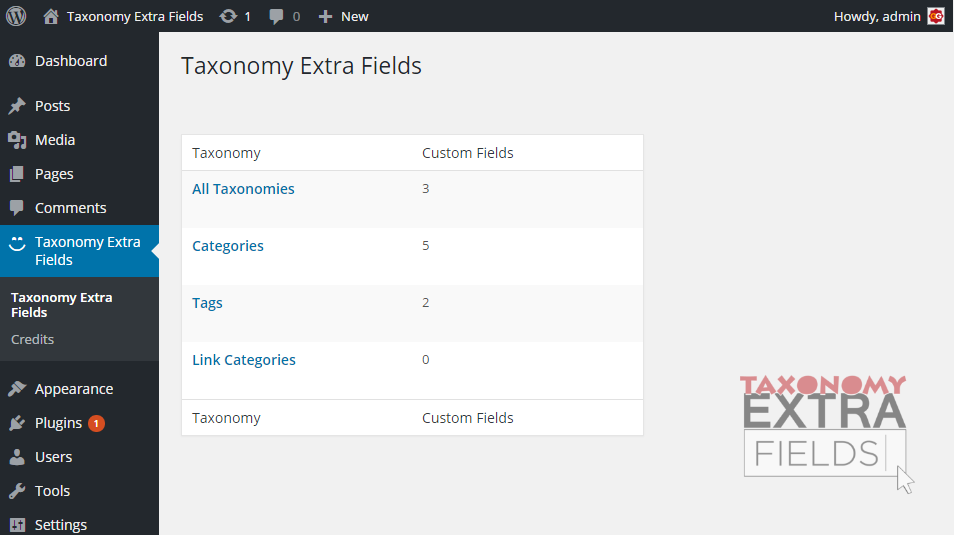 Taxonomy Extra Fields 1 0 New Howdy, admin
Dashboard
Posts
Media
Pages
Comments
Taxonomy Extra
Fields
Taxonomy Extra
Fields
Credits
Appearance
Plugins 1
Users
Tools
Settings
Taxonomy Extra Fields
Taxonomy Custom Fields
All Taxonomies 3
Categories 5
Tags 2
Link Categories 0
Taxonomy Custom Fields
TAXONOMY
EXTRA
FIELDS